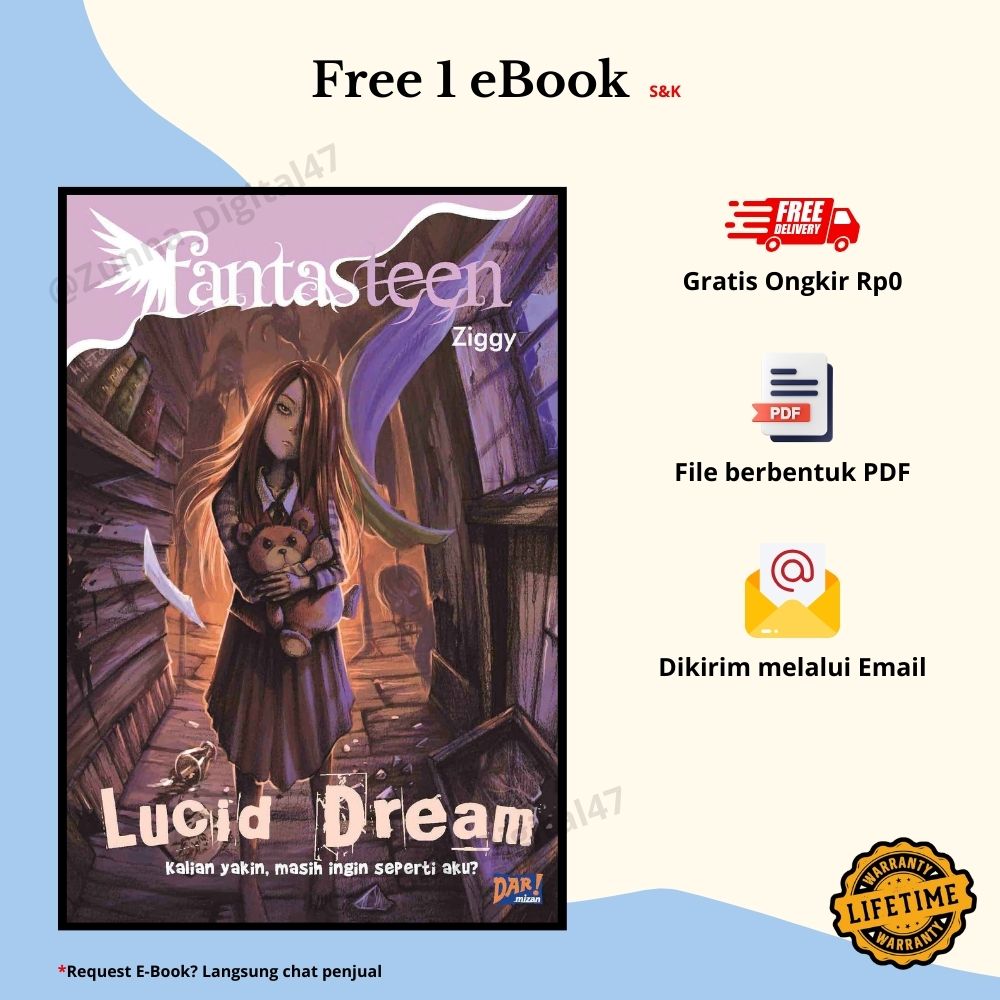 Free 1 eBook S&K
@Zunna_Digital47
fantasteen
Ziggy
FREE
DELIVERY
Gratis Ongkir Rp0
PDF
File berbentuk PDF
@
Dikirim melalui Email
Lucid Dream
Kalian yakin, masih ingin seperti aku?
DAR!
mizan
WARRANTY
LIFETIME
WARRANTY
*Request E-Book? Langsung chat penjual